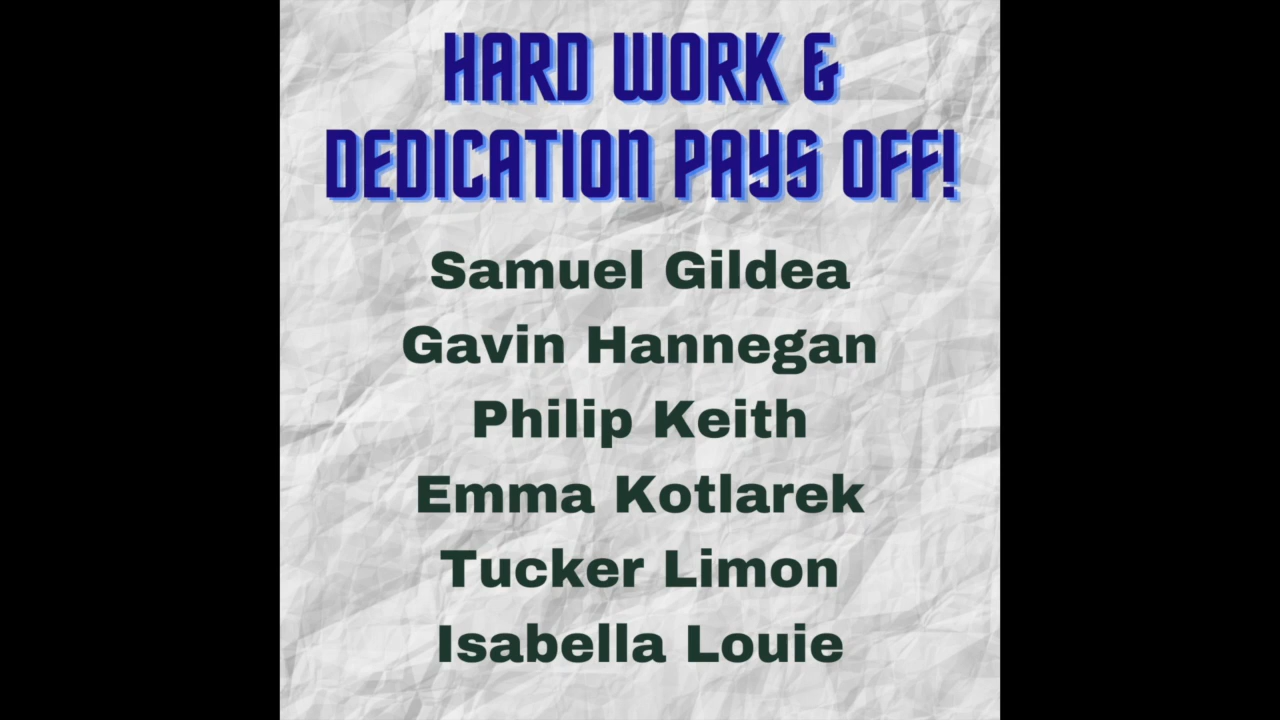 HARD WORK &
DEDICATION PAYS OFF!
Samuel Gildea
Gavin Hannegan
Philip Keith
Emma Kotlarek
Tucker Limon
Isabella Louie